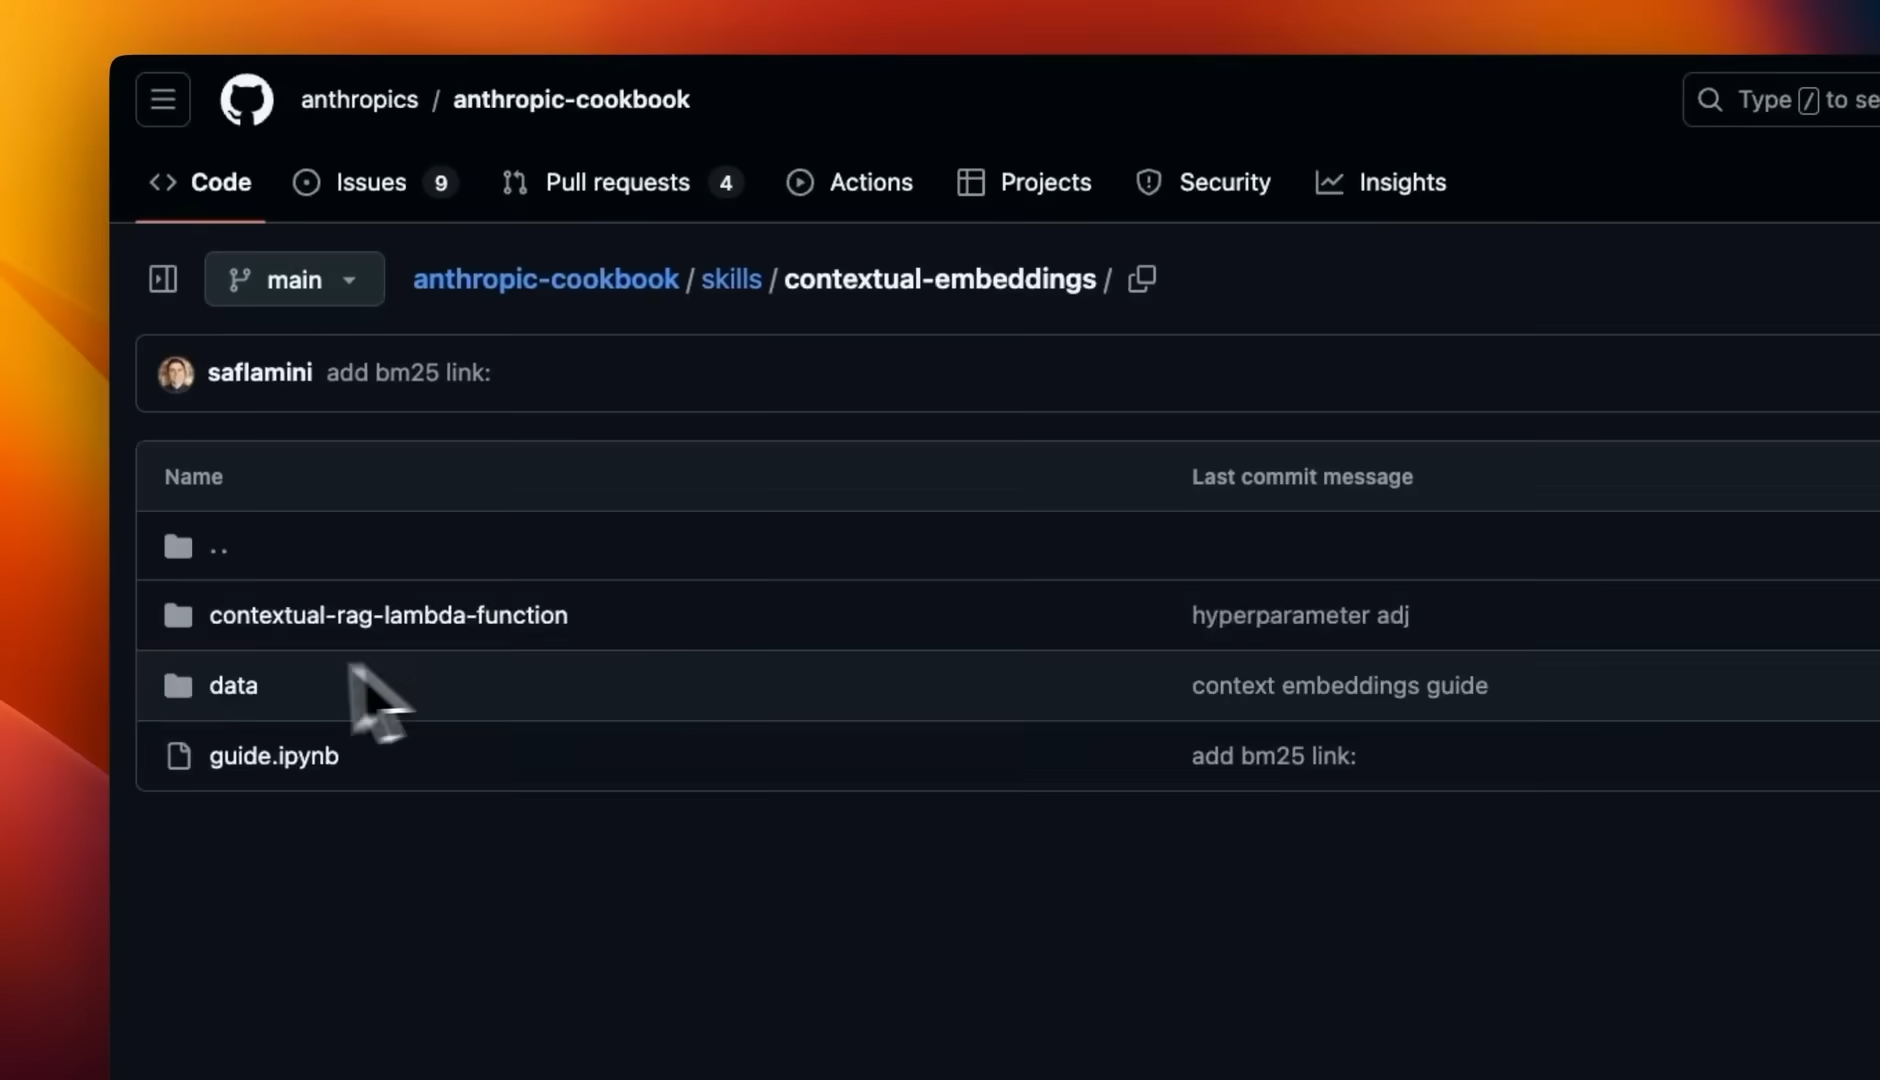 anthropics / anthropic-cookbook
Type / to se
Code Issues 9 Pull requests 4 Actions Projects Security Insights
main anthropic-cookbook / skills / contextual-embeddings /
saflamini add bm25 link:
Name Last commit message
..
contextual-rag-lambda-function hyperparameter adj
data context embeddings guide
guide.ipynb add bm25 link: